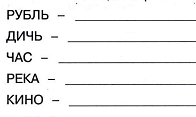 РУБЛЬ –
ДИЧЬ –
ЧАС –
РЕКА –
КИНО –